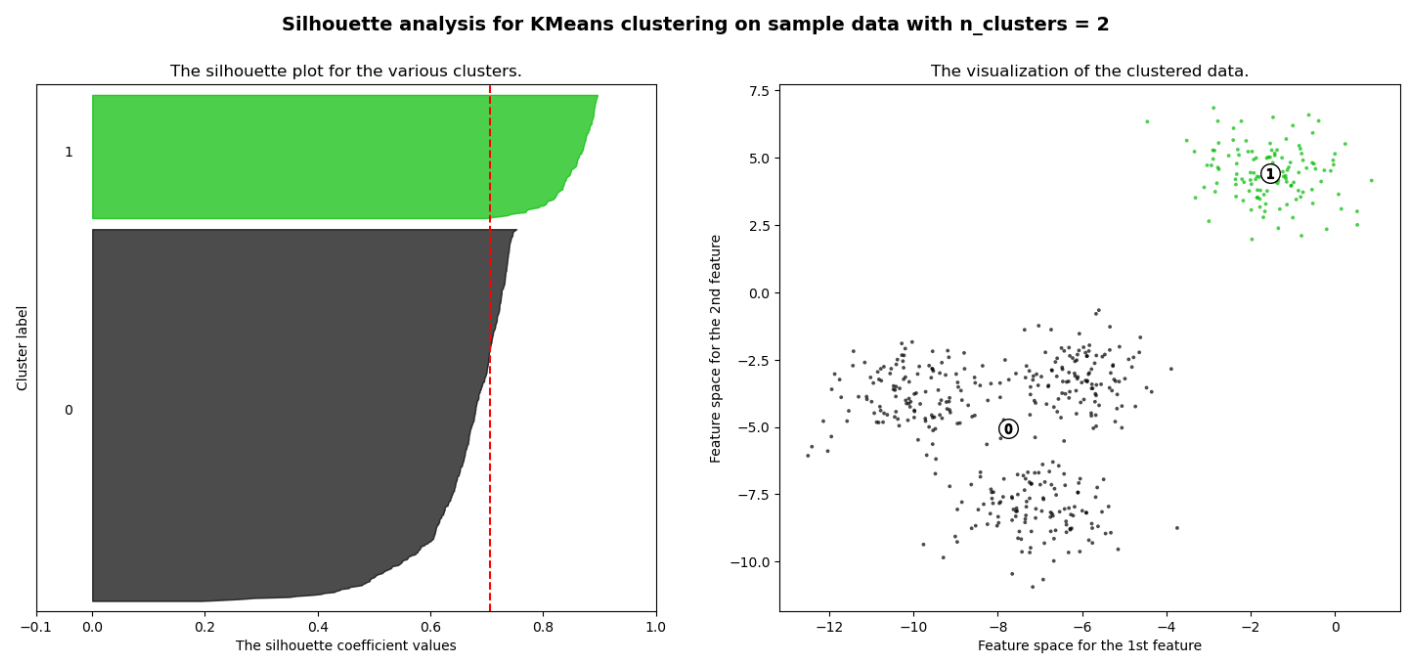 Silhouette analysis for KMeans clustering on sample data with n_clusters = 2
The silhouette plot for the various clusters.
1
0
Cluster label
−0.1 0.0 0.2 0.4 0.6 0.8 1.0
The silhouette coefficient values
The visualization of the clustered data.
7.5
5.0
2.5
0.0
−2.5
−5.0
−7.5
−10.0
Feature space for the 2nd feature
1
0
−12 −10 −8 −6 −4 −2 0
Feature space for the 1st feature